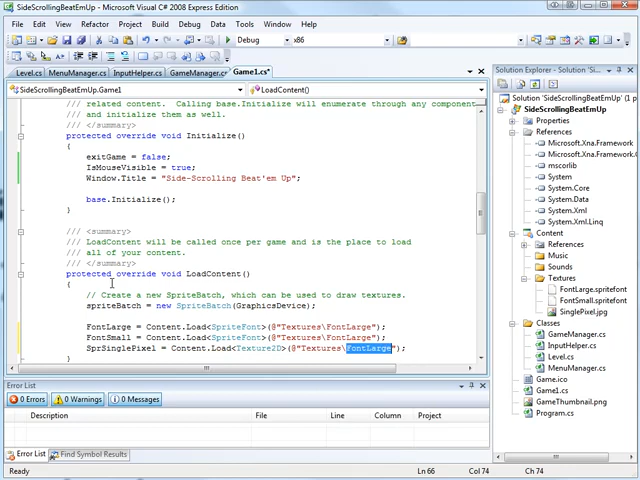 SideScrollingBeatEmUp - Microsoft Visual C# 2008 Express Edition
File Edit View Refactor Project Build Debug Data Tools Window Help
Debug x86
Level.cs MenuManager.cs InputHelper.cs GameManager.cs Game1.cs*
SideScrollingBeatEmUp.Game1 LoadContent()
/// related content.  Calling base.Initialize will enumerate through any component
/// and initialize them as well.
/// </summary>
protected override void Initialize()
{
exitGame = false;
IsMouseVisible = true;
Window.Title = "Side-Scrolling Beat'em Up";
base.Initialize();
}
/// <summary>
/// LoadContent will be called once per game and is the place to load
/// all of your content.
/// </summary>
protected override void LoadContent()
{
// Create a new SpriteBatch, which can be used to draw textures.
spriteBatch = new SpriteBatch(GraphicsDevice);
FontLarge = Content.Load<SpriteFont>(@"Textures\FontLarge");
FontSmall = Content.Load<SpriteFont>(@"Textures\FontLarge");
SprSinglePixel = Content.Load<Texture2D>(@"Textures\FontLarge");
}
Error List
0 Errors 0 Warnings 0 Messages
Description File Line Column Project
Error List Find Symbol Results
Ready Ln 66 Col 74 Ch 74
Solution Explorer - SideScrollingBeatEmUp
Solution 'SideScrollingBeatEmUp' (1 p
SideScrollingBeatEmUp
Properties
References
Microsoft.Xna.Framework
Microsoft.Xna.Framework
mscorlib
System
System.Core
System.Data
System.Xml
System.Xml.Linq
Content
References
Music
Sounds
Textures
FontLarge.spritefont
FontSmall.spritefont
SinglePixel.jpg
Classes
GameManager.cs
InputHelper.cs
Level.cs
MenuManager.cs
Game.ico
Game1.cs
GameThumbnail.png
Program.cs